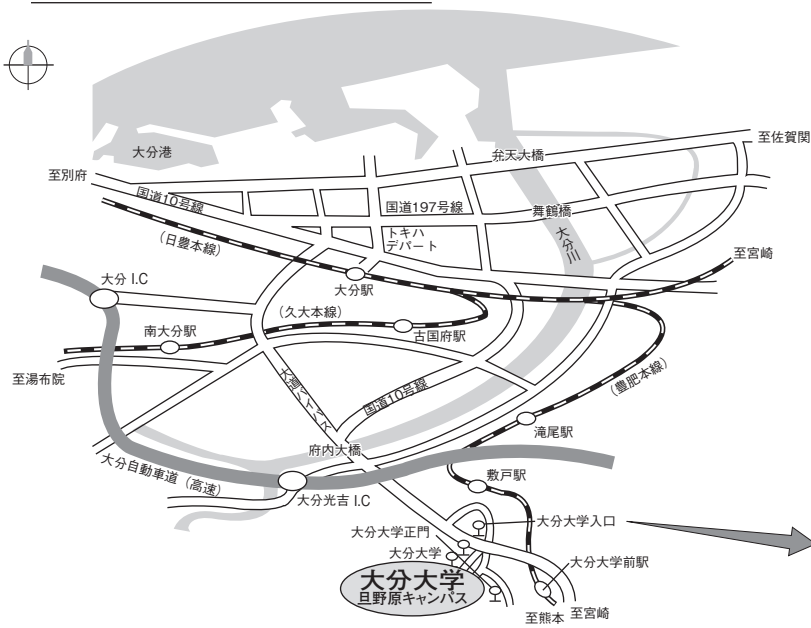 大分港
弁天大橋
至佐賀関
至別府
国道10号線
国道197号線
舞鶴橋
(日豊本線)
トキハ
デパート
大分川
至宮崎
大分 I.C
大分駅
(久大本線)
南大分駅
古国府駅
至湯布院
大道バイパス
国道10号線
(豊肥本線)
滝尾駅
府内大橋
大分自動車道(高速)
敷戸駅
大分光吉 I.C
大分大学入口
大分大学正門
大分大学
大分大学前駅
大分大学
旦野原キャンパス
至熊本
至宮崎